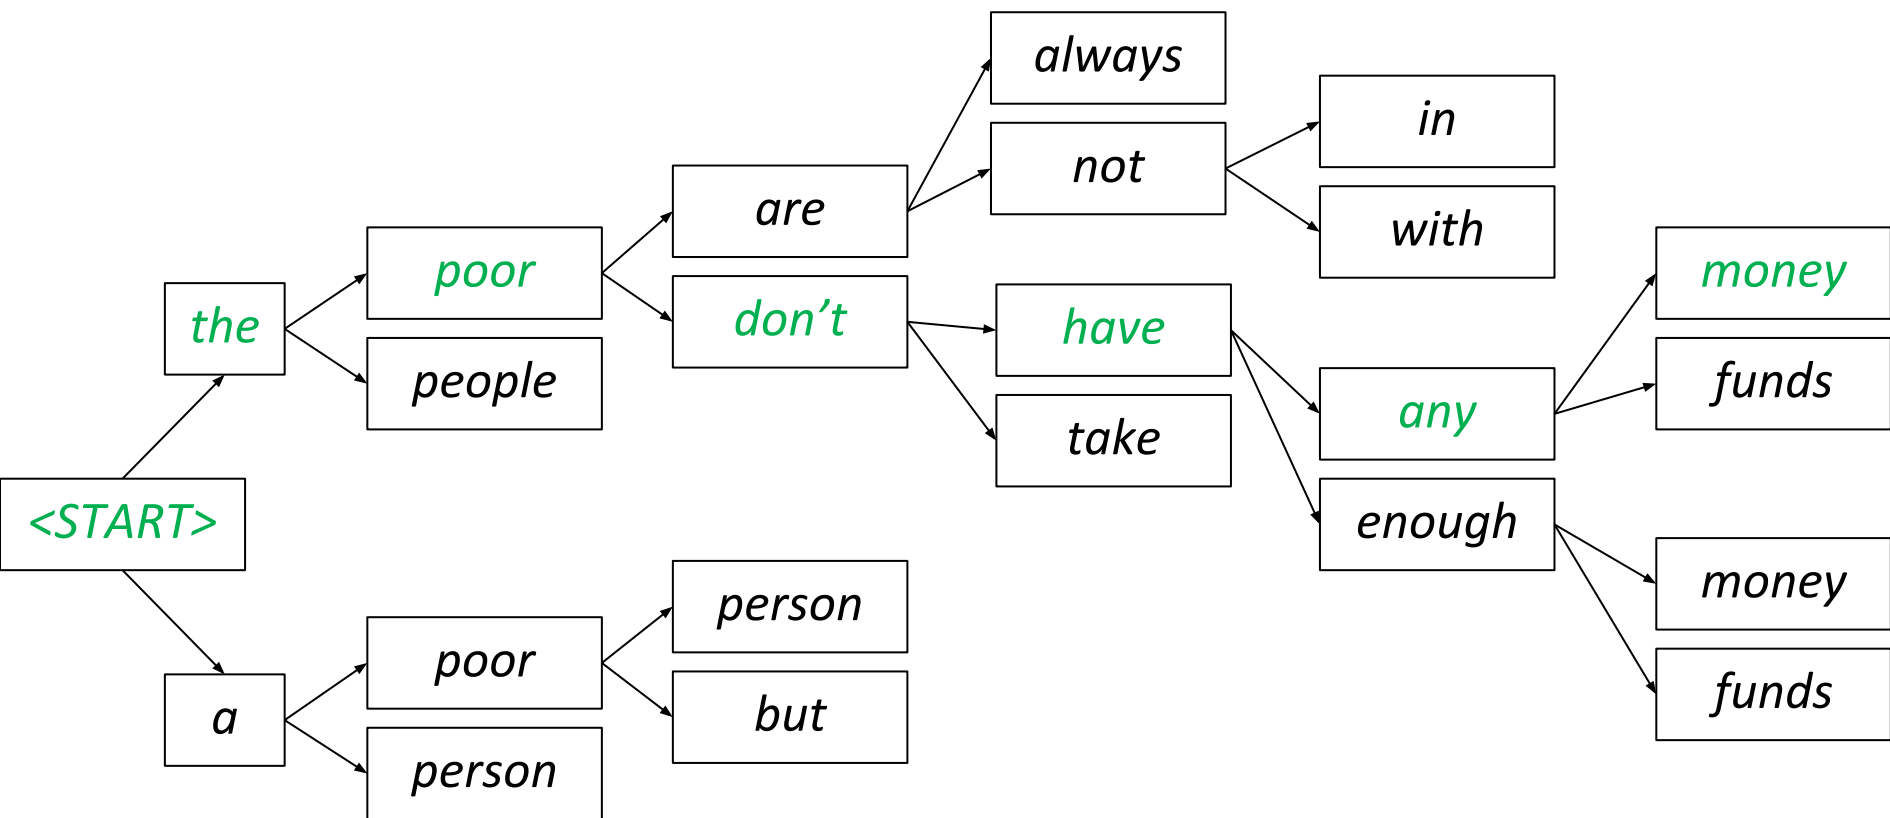 always
in
not
are
with
poor
money
don’t
the
have
people
funds
any
take
<START>
enough
person
money
poor
funds
but
a
person